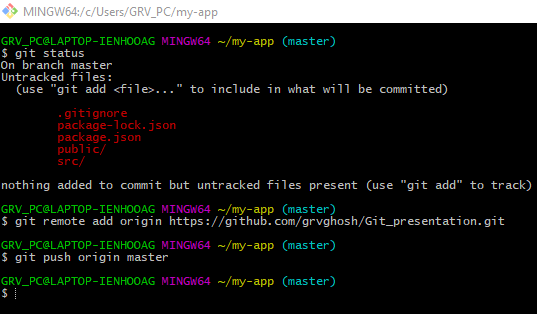 MINGW64:/c/Users/GRV_PC/my-app
GRV_PC@LAPTOP-IENHOOAG MINGW64 ~/my-app (master)
$ git status
On branch master
Untracked files:
(use "git add <file>..." to include in what will be committed)
.gitignore
package-lock.json
package.json
public/
src/
nothing added to commit but untracked files present (use "git add" to track)
GRV_PC@LAPTOP-IENHOOAG MINGW64 ~/my-app (master)
$ git remote add origin https://github.com/grvghosh/Git_presentation.git
GRV_PC@LAPTOP-IENHOOAG MINGW64 ~/my-app (master)
$ git push origin master
GRV_PC@LAPTOP-IENHOOAG MINGW64 ~/my-app (master)
$